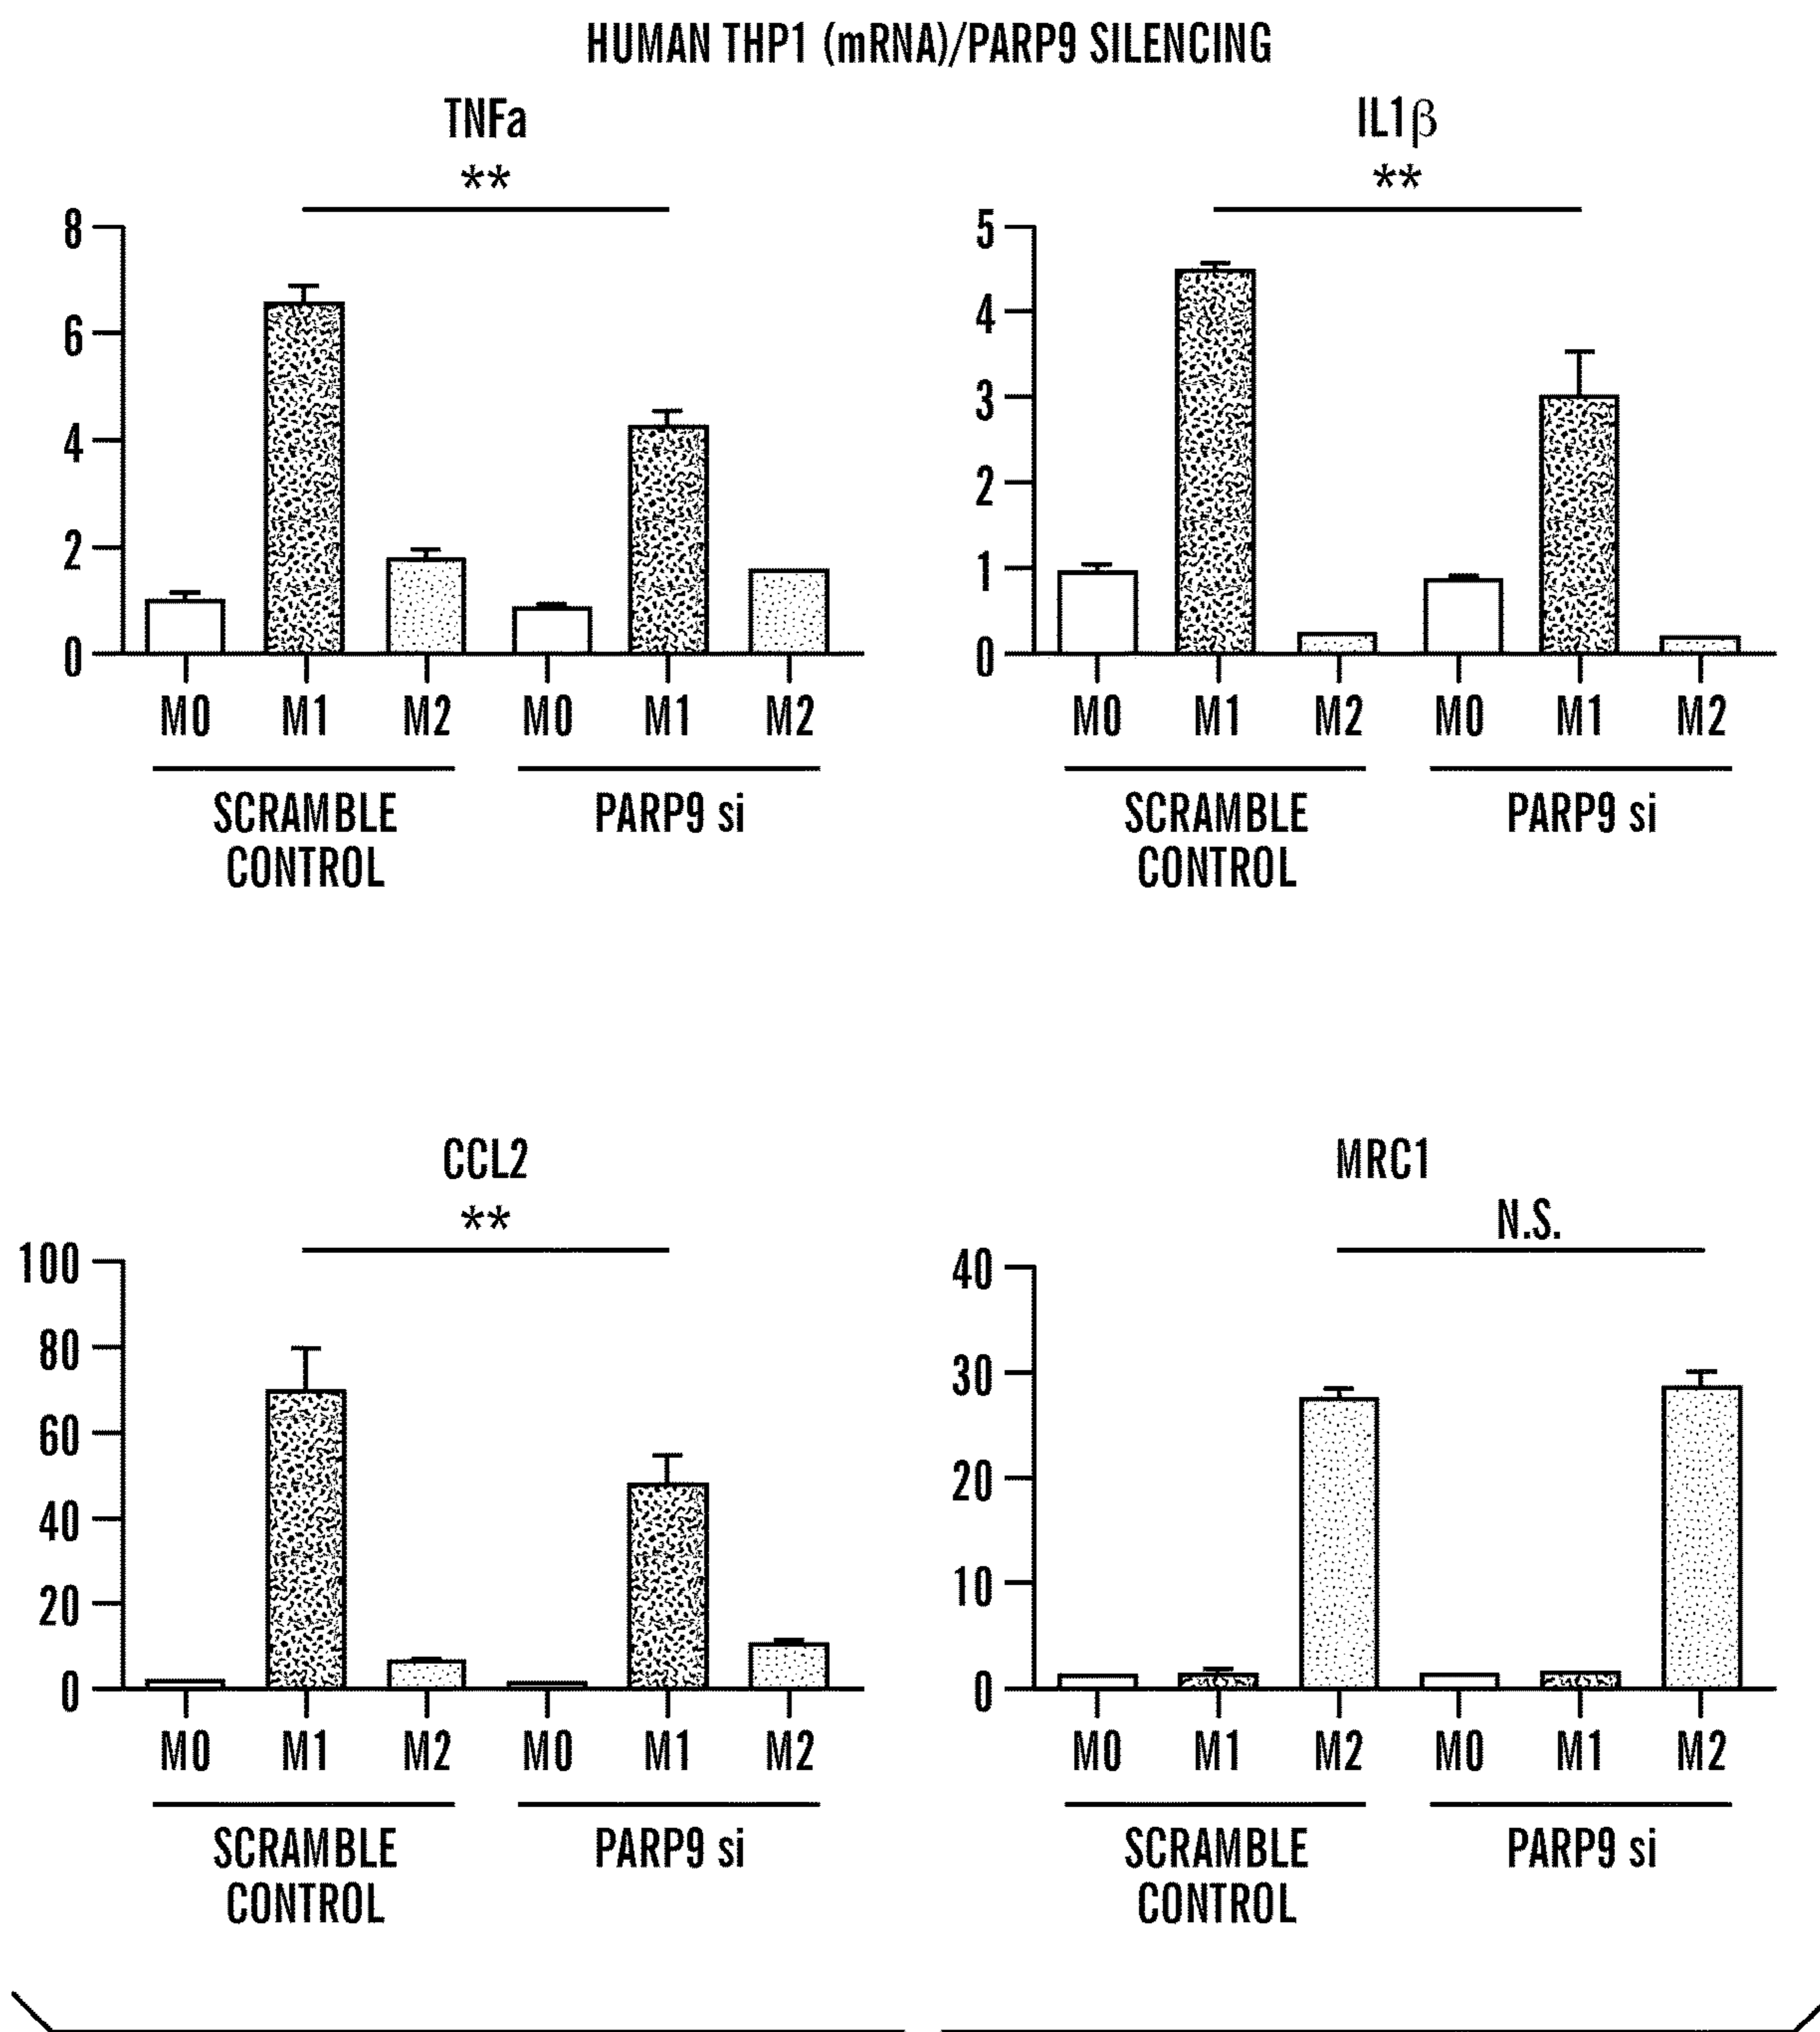 HUMAN THP1 (mRNA)/PARP9 SILENCING
TNFa
**
8
6
4
2
0
M0 M1 M2 M0 M1 M2
SCRAMBLE
CONTROL
PARP9 si
IL1β
**
5
4
3
2
1
0
M0 M1 M2 M0 M1 M2
SCRAMBLE
CONTROL
PARP9 si
CCL2
**
100
80
60
40
20
0
M0 M1 M2 M0 M1 M2
SCRAMBLE
CONTROL
PARP9 si
MRC1
N.S.
40
30
20
10
0
M0 M1 M2 M0 M1 M2
SCRAMBLE
CONTROL
PARP9 si